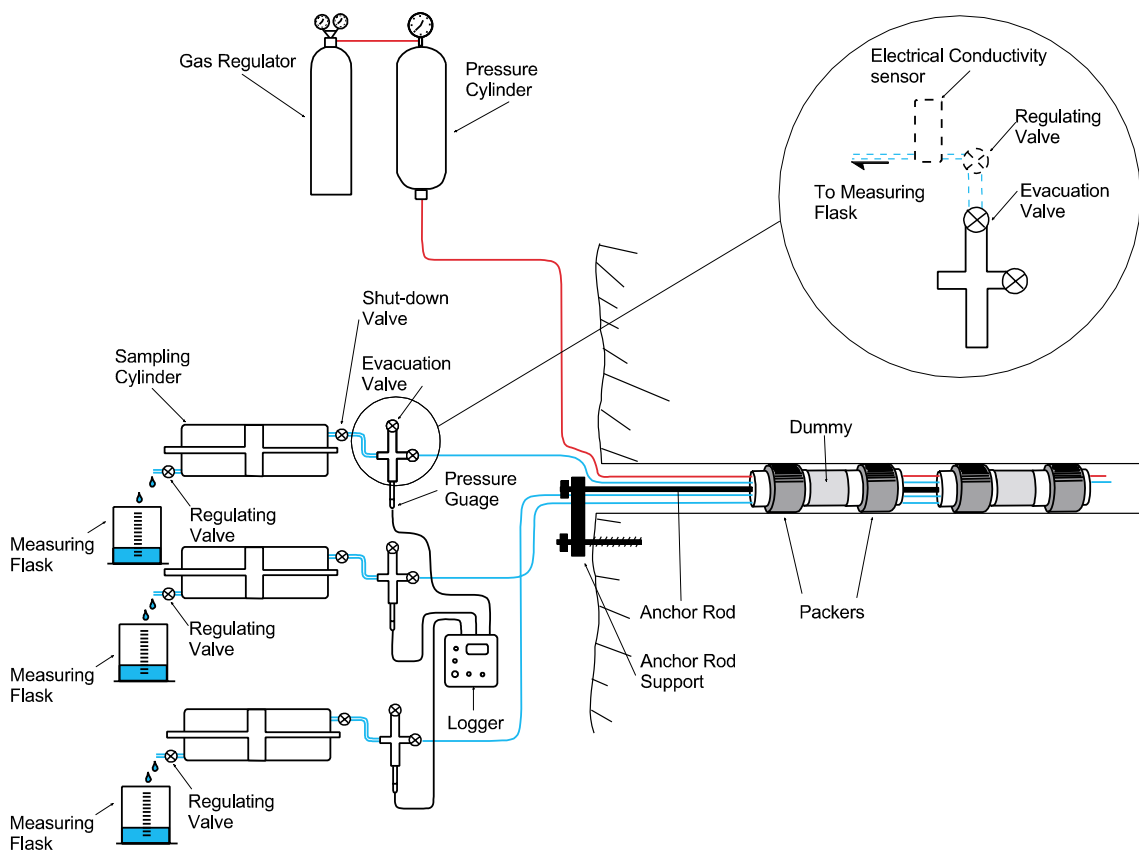 Gas Regulator
Pressure
Cylinder
Electrical Conductivity
sensor
Regulating
Valve
To Measuring
Flask
Evacuation
Valve
Shut-down
Valve
Sampling
Cylinder
Evacuation
Valve
Dummy
Pressure
Guage
Regulating
Valve
Measuring
Flask
Anchor Rod
Packers
Regulating
Valve
Measuring
Flask
Anchor Rod
Support
Logger
Regulating
Valve
Measuring
Flask